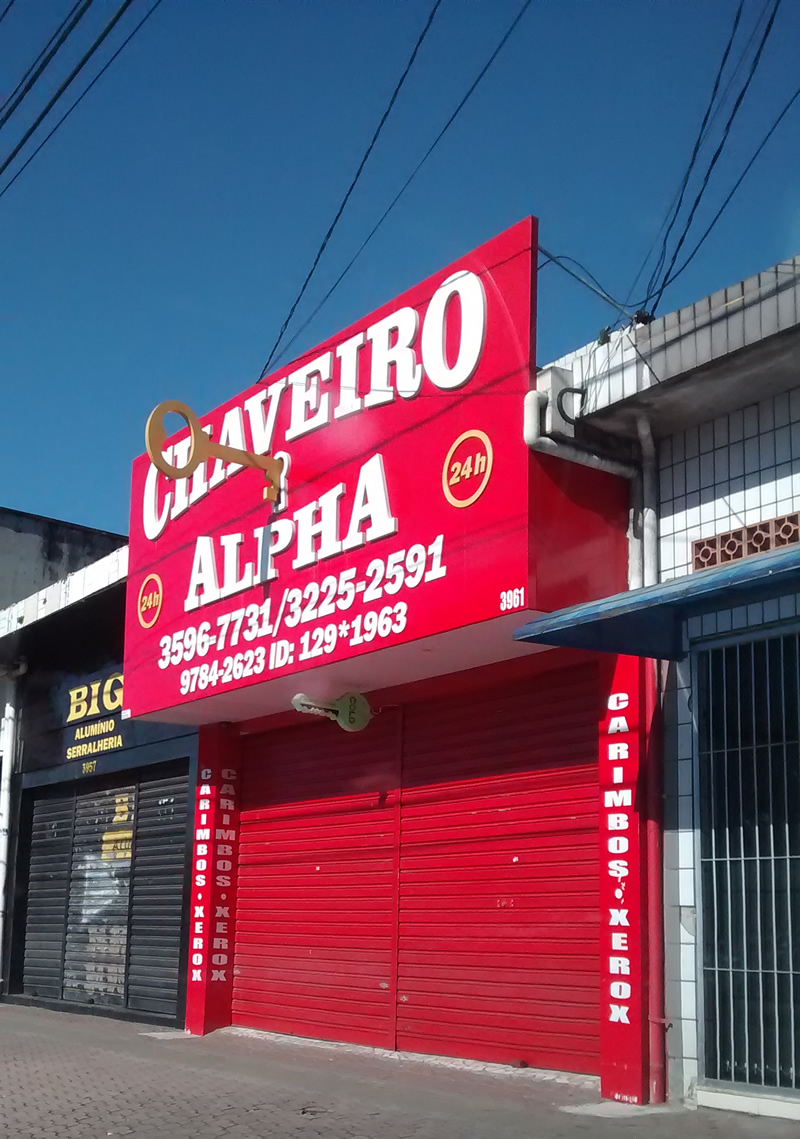 CHAVEIRO
ALPHA
24h
24h
3596-7731/3225-2591
9784-2623 ID: 129*1963
3961
BIG
ALUMÍNIO
SERRALHERIA
3957
CARIMBOS • XEROX
CARIMBOS • XEROX
CARIMBOS • XEROX